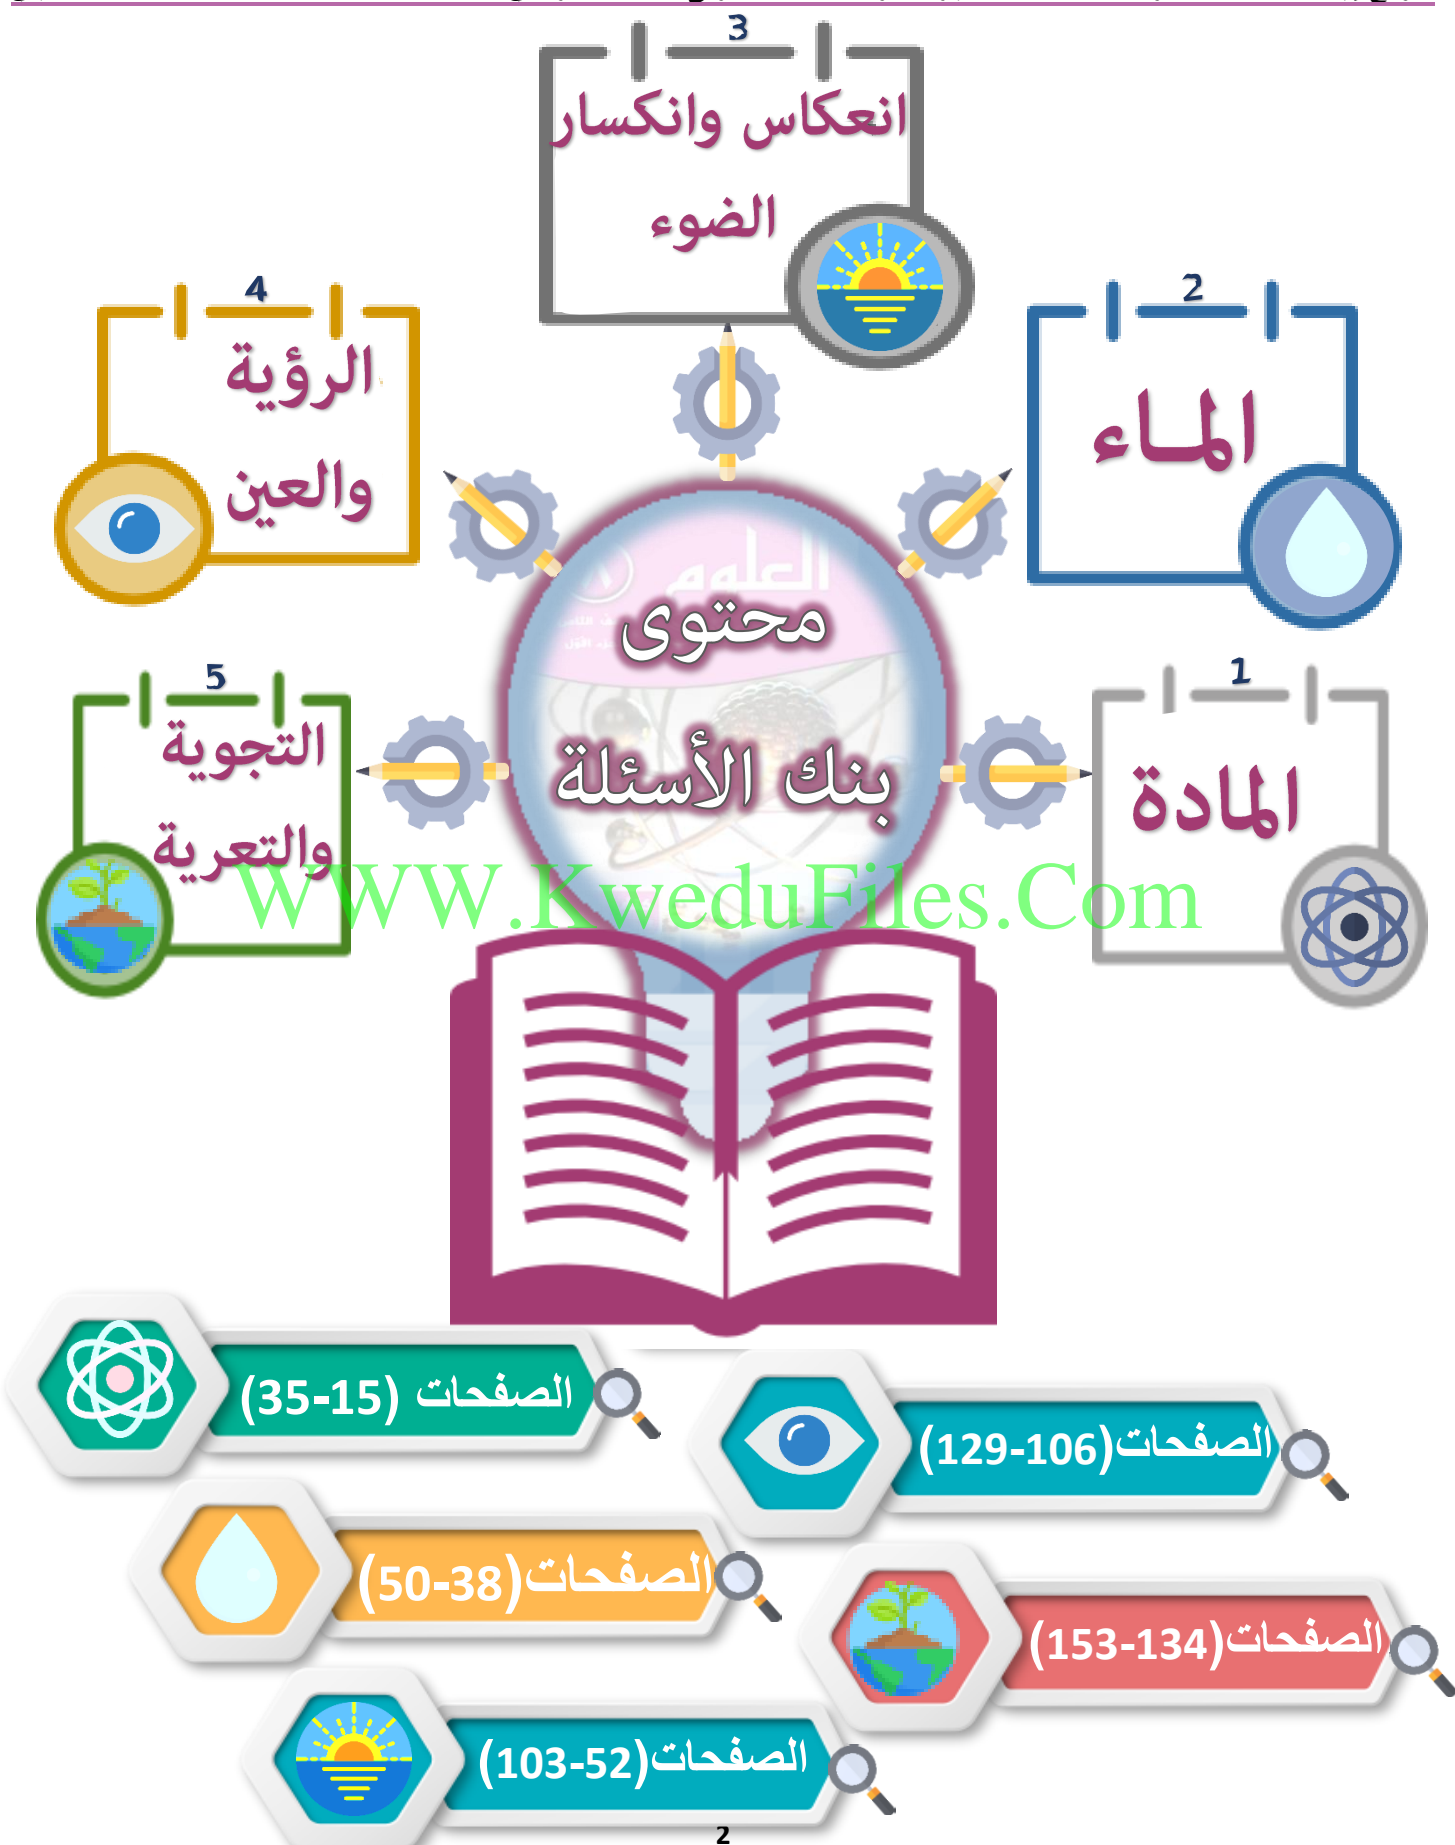 3
انعكاس وانكسار
الضوء
2
الماء
4
الرؤية
والعين
1
المادة
5
التجوية
والتعرية
العلوم
محتوى
بنك الأسئلة
WWW.KweduFiles.Com
الصفحات (15-35)
الصفحات(106-129)
الصفحات(38-50)
الصفحات(134-153)
الصفحات(52-103)
2